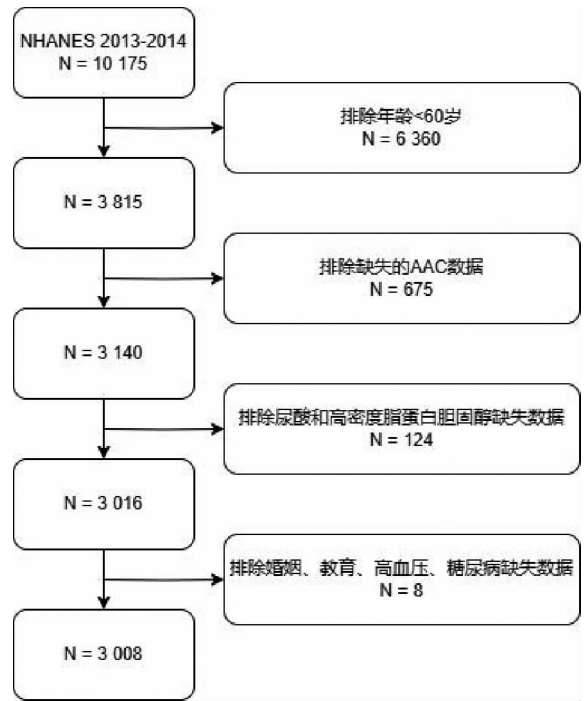 NHANES 2013-2014
N = 10 175
排除年龄<60岁
N = 6 360
N = 3 815
排除缺失的AAC数据
N = 675
N = 3 140
排除尿酸和高密度脂蛋白胆固醇缺失数据
N = 124
N = 3 016
排除婚姻、教育、高血压、糖尿病缺失数据
N = 8
N = 3 008